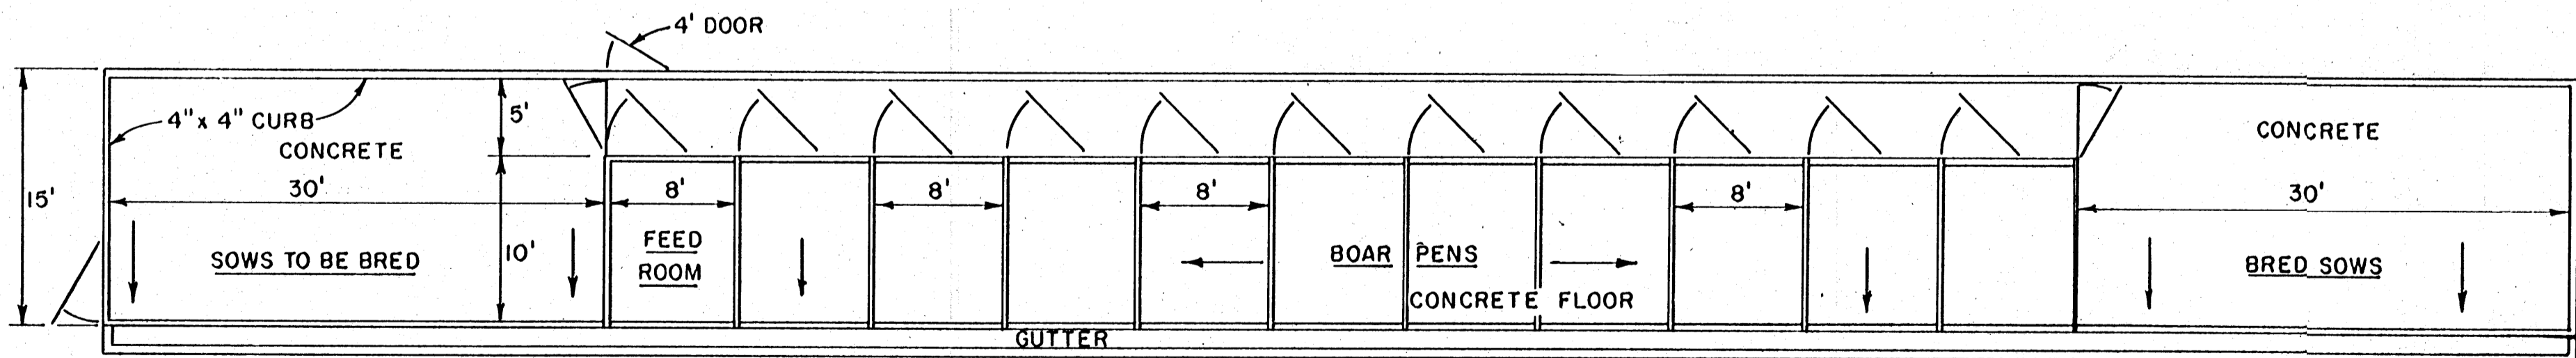 4' DOOR
5'
4" x 4" CURB
CONCRETE
CONCRETE
15'
30'
8'
8'
8'
8'
30'
FEED
ROOM
SOWS TO BE BRED
10'
BOAR PENS
BRED SOWS
CONCRETE FLOOR
GUTTER